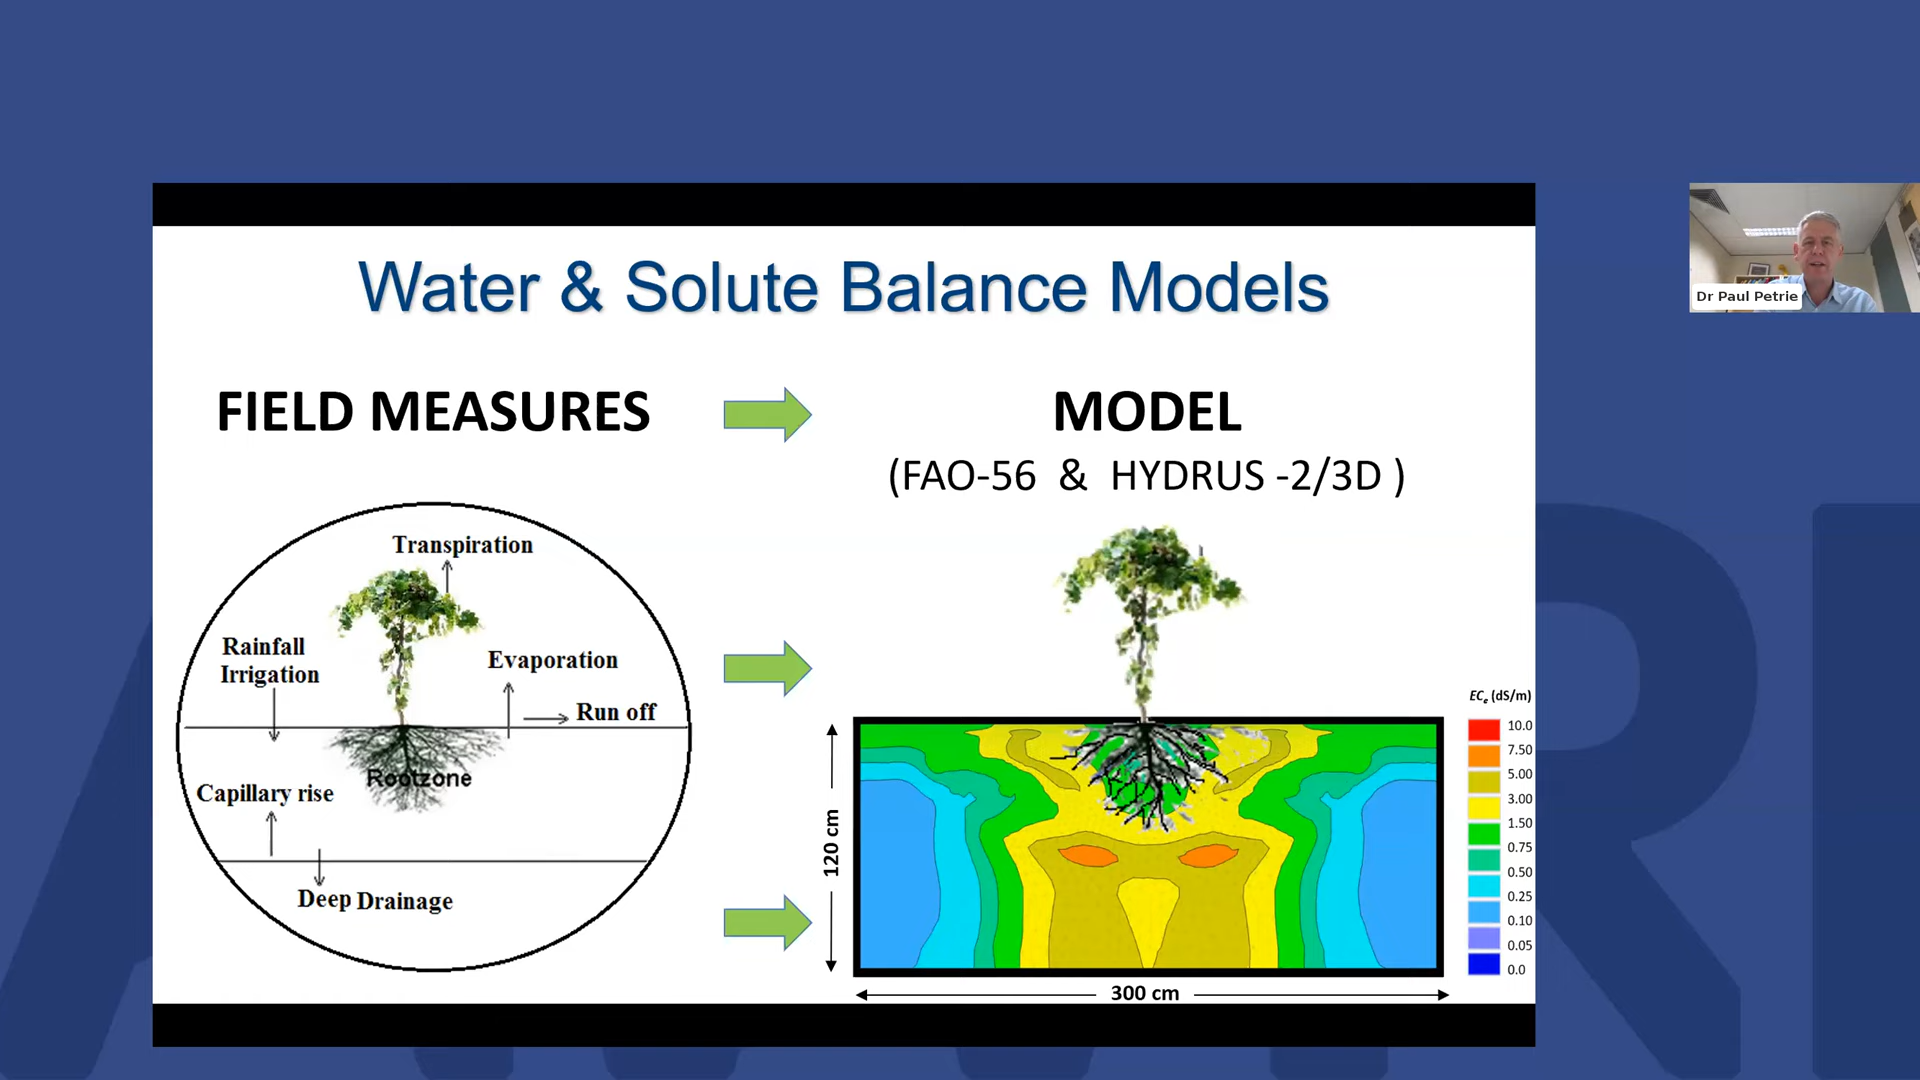 Water & Solute Balance Models
FIELD MEASURES
MODEL
(FAO-56 & HYDRUS -2/3D )
Transpiration
Rainfall
Irrigation
Evaporation
Run off
Rootzone
Capillary rise
Deep Drainage
120 cm
300 cm
ECe (dS/m)
10.0
7.50
5.00
3.00
1.50
0.75
0.50
0.25
0.10
0.05
0.0
Dr Paul Petrie